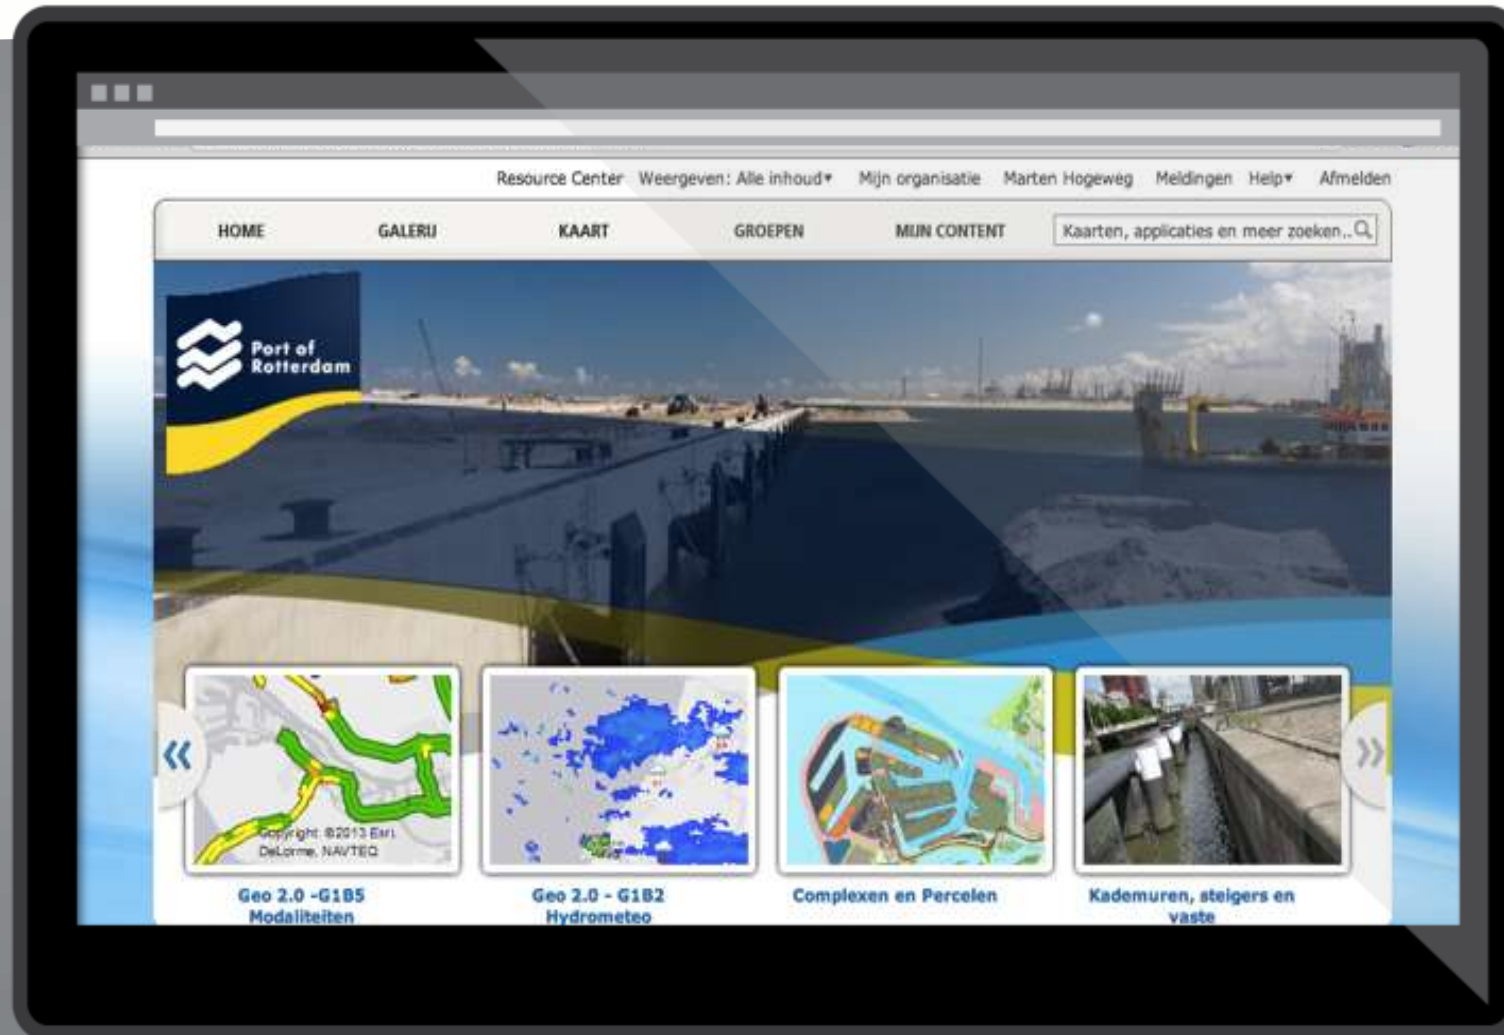 Resource Center Weergeven: Alle inhoud▾ Mijn organisatie Marten Hogeweg Meldingen Help▾ Afmelden
HOME GALERIJ KAART GROEPEN MIJN CONTENT Kaarten, applicaties en meer zoeken..
Port of
Rotterdam
Copyright: ©2013 Esri,
DeLorme, NAVTEQ
Geo 2.0 -G1B5
Modaliteiten
Geo 2.0 - G1B2
Hydrometeo
Complexen en Percelen
Kademuren, steigers en
vaste